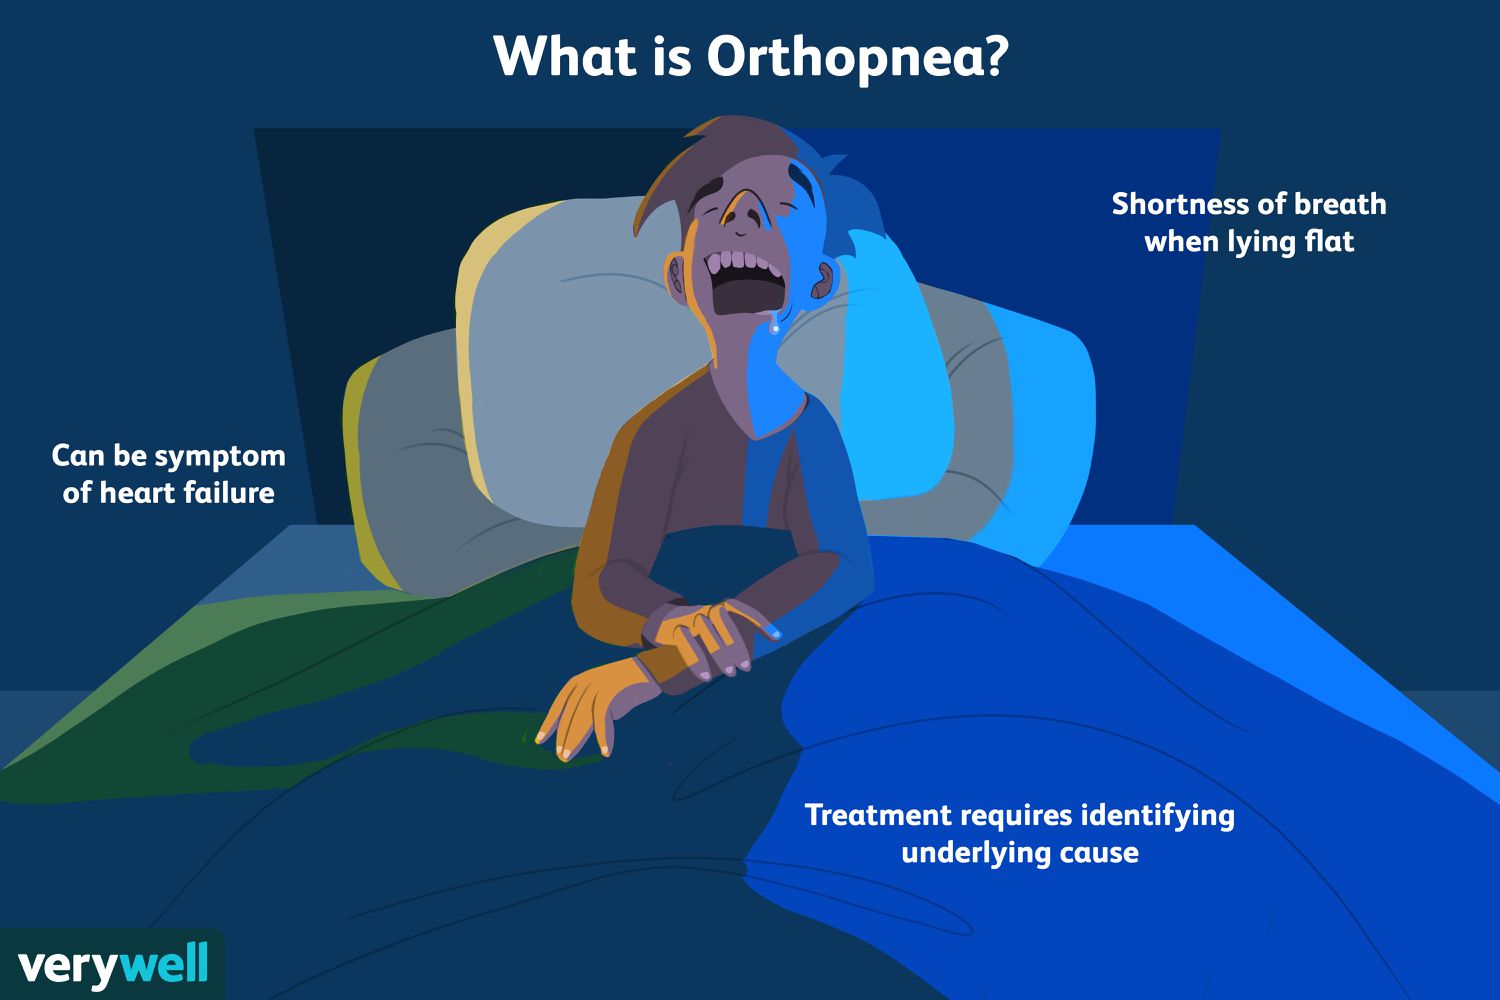 What is Orthopnea?
Shortness of breath
when lying flat
Can be symptom
of heart failure
Treatment requires identifying
underlying cause
verywell